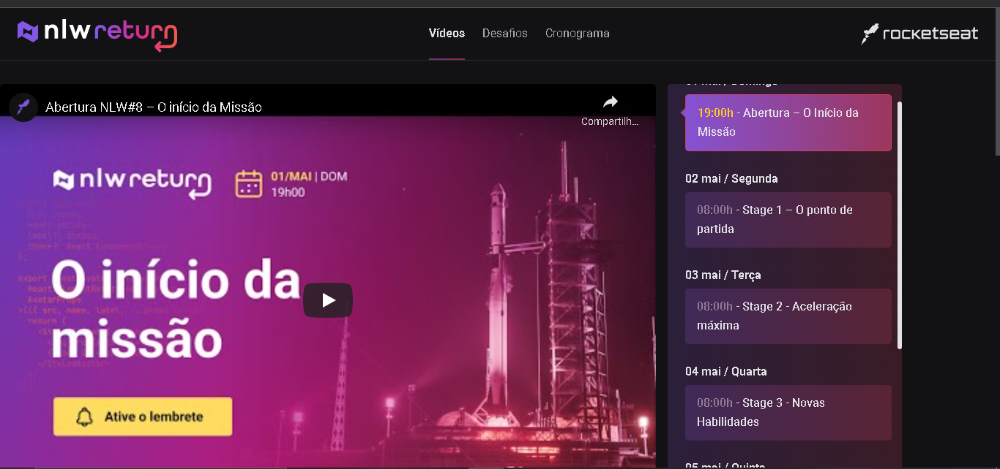 nlw return
Vídeos
Desafios
Cronograma
rocketseat
Abertura NLW#8 – O início da Missão
Compartilh...
nlw return
01/MAI | DOM
19h00
O início da
missão
Ative o lembrete
19:00h - Abertura – O Início da
Missão
02 mai / Segunda
08:00h - Stage 1 – O ponto de
partida
03 mai / Terça
08:00h - Stage 2 - Aceleração
máxima
04 mai / Quarta
08:00h - Stage 3 - Novas
Habilidades
05 mai / Quinta